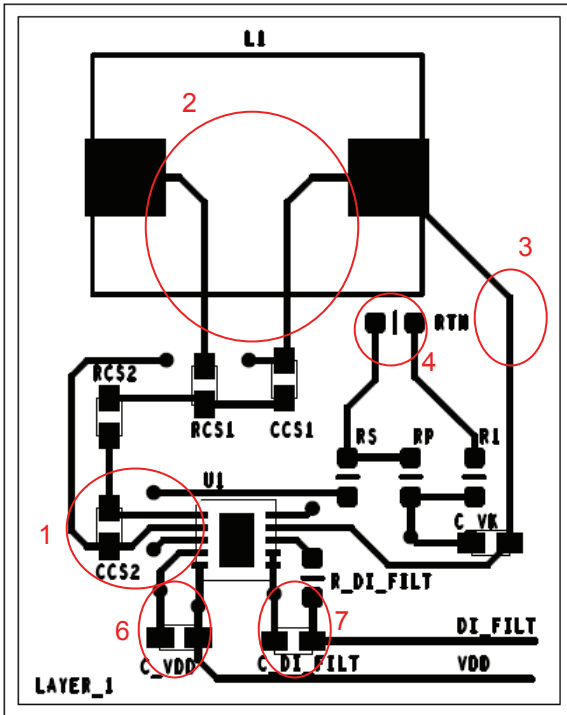 L1
2
3
RTN
4
RCS2
RCS1
CCS1
RS
RP
R1
U1
1
C_VK
CCS2
R_DI_FILT
6
7
DI_FILT
C_VDD
C_DI_FILT
VDD
LAYER_1